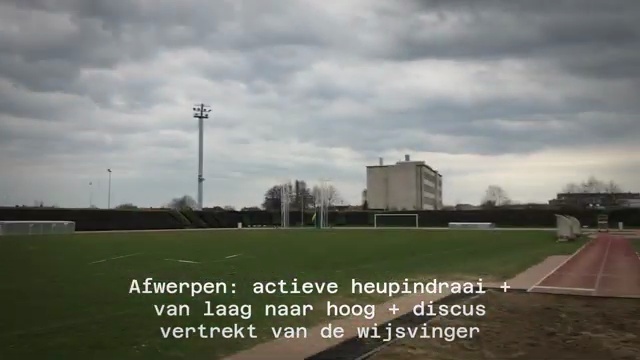 Afwerpen: actieve heupindraai +
van laag naar hoog + discus
vertrekt van de wijsvinger